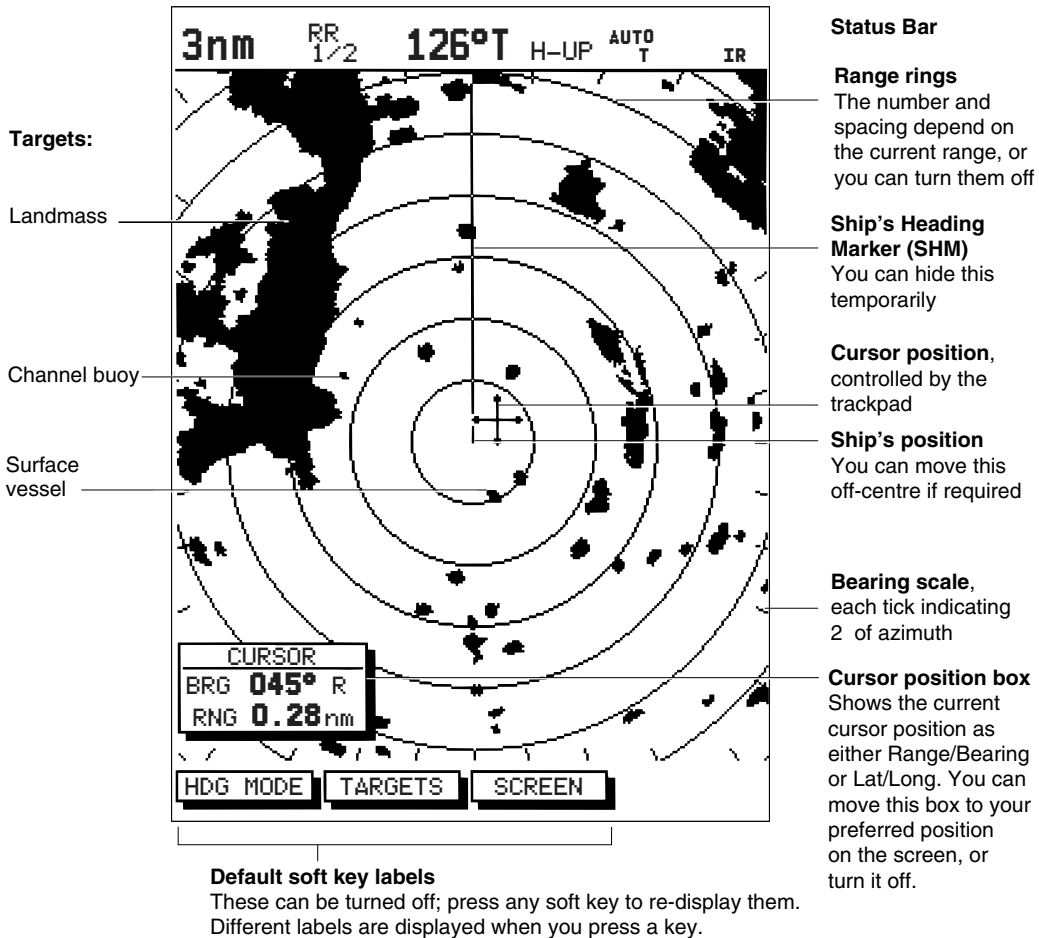 3nm RR 1/2 126°T H-UP AUTO T IR
Status Bar
Range rings
The number and
spacing depend on
the current range, or
you can turn them off
Targets:
Landmass
Ship's Heading
Marker (SHM)
You can hide this
temporarily
Channel buoy
Cursor position,
controlled by the
trackpad
Ship's position
You can move this
off-centre if required
Surface
vessel
Bearing scale,
each tick indicating
2 of azimuth
CURSOR
BRG 045° R
RNG 0.28nm
Cursor position box
Shows the current
cursor position as
either Range/Bearing
or Lat/Long. You can
move this box to your
preferred position
on the screen, or
turn it off.
HDG MODE TARGETS SCREEN
Default soft key labels
These can be turned off; press any soft key to re-display them.
Different labels are displayed when you press a key.